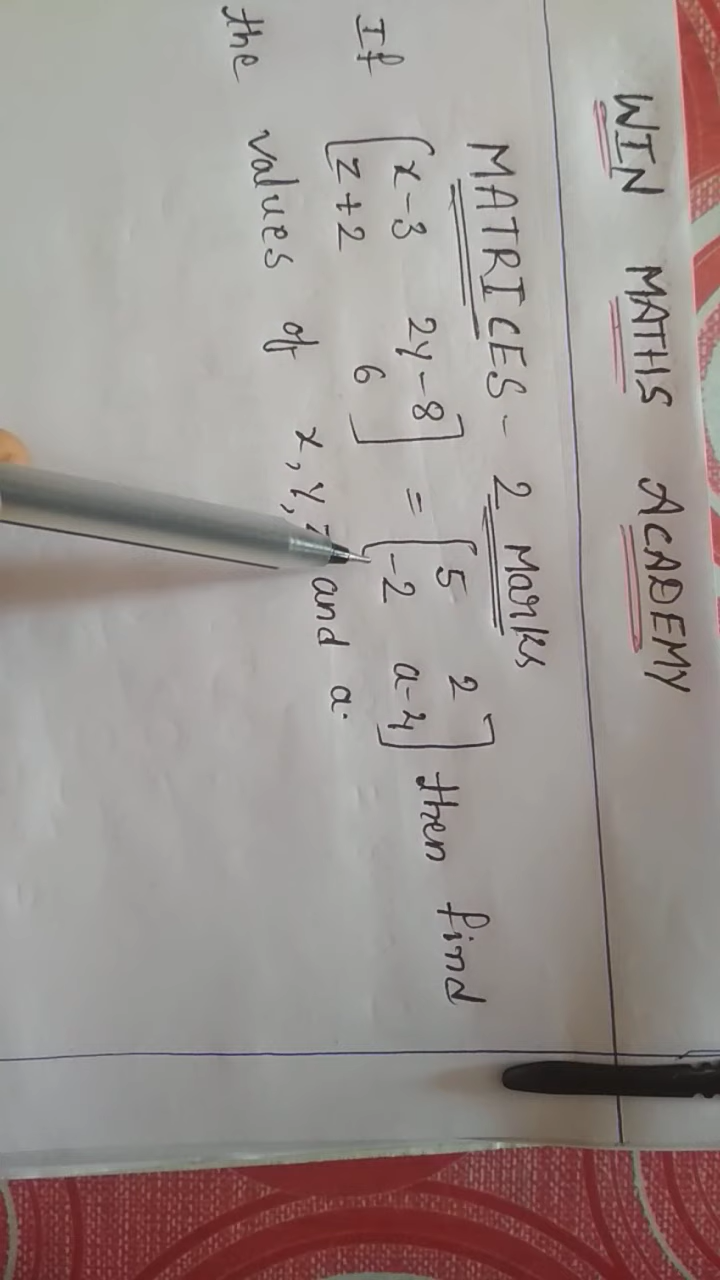 WIN MATHS ACADEMY
MATRICES - 2 Marks
If [x-3 2y-8] = [5 2] then find
[z+2 6] [-2 a-4]
the values of x, y, and a.